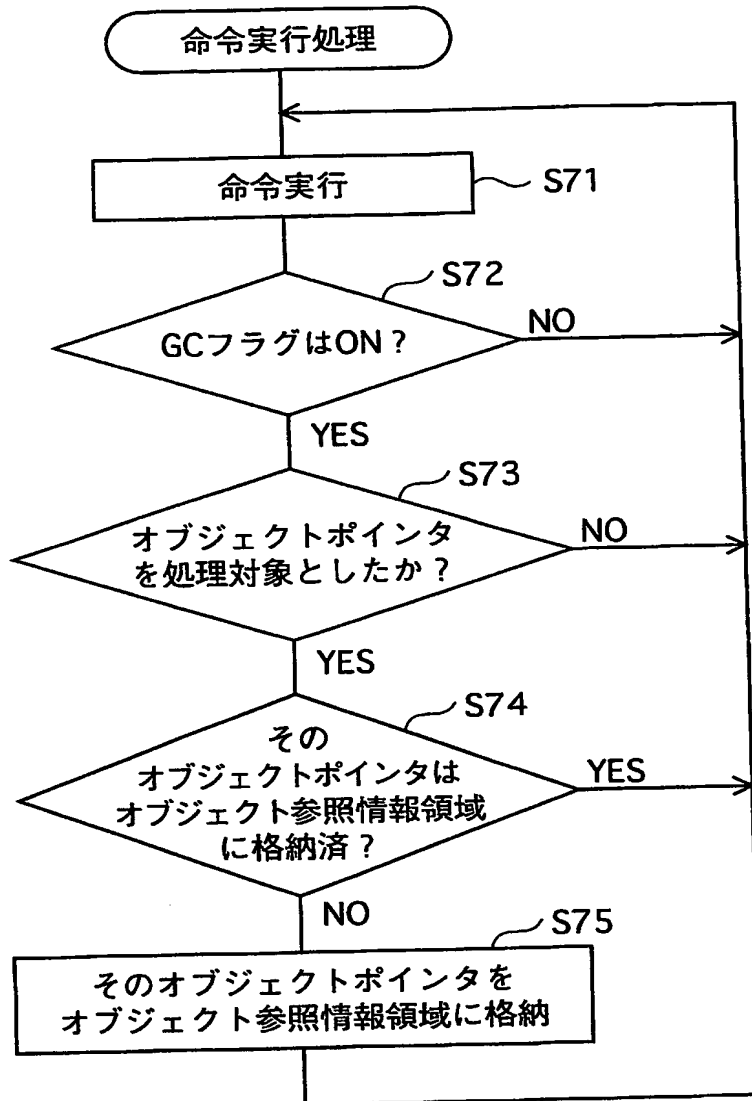 命令実行処理
命令実行
S71
S72
GCフラグはON?
NO
YES
S73
オブジェクトポインタ
を処理対象としたか?
NO
YES
S74
その
オブジェクトポインタは
オブジェクト参照情報領域
に格納済?
YES
NO
S75
そのオブジェクトポインタを
オブジェクト参照情報領域に格納